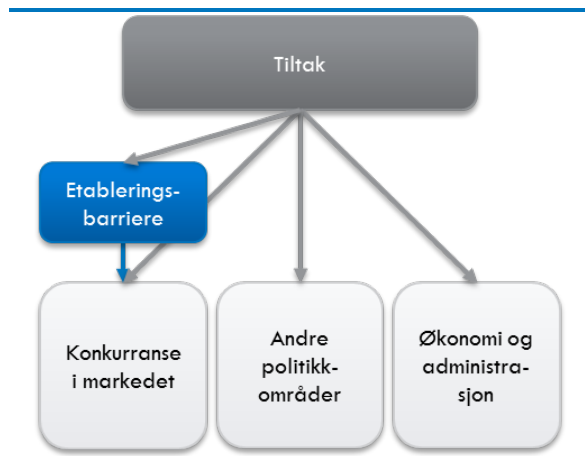 Tiltak
Etablerings-
barriere
Konkurranse
i markedet
Andre
politikk-
områder
Økonomi og
administra-
sjon